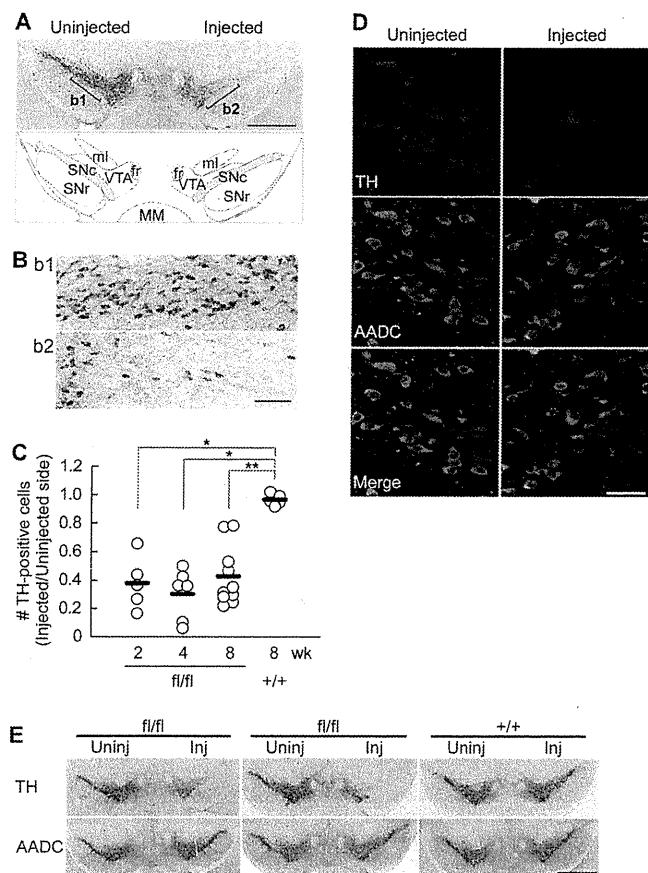 A
Uninjected Injected
b1 b2
ml ml
fr fr
SNc VTA VTA SNc
SNr SNr
MM
B
b1
b2
C
* 
*
**
# TH-positive cells
(Injected/Uninjected side)
1.2
1.0
0.8
0.6
0.4
0.2
0
2 4 8 8 wk
fl/fl +/+
D
Uninjected Injected
TH
AADC
Merge
E
fl/fl fl/fl +/+
Uninj Inj Uninj Inj Uninj Inj
TH
AADC